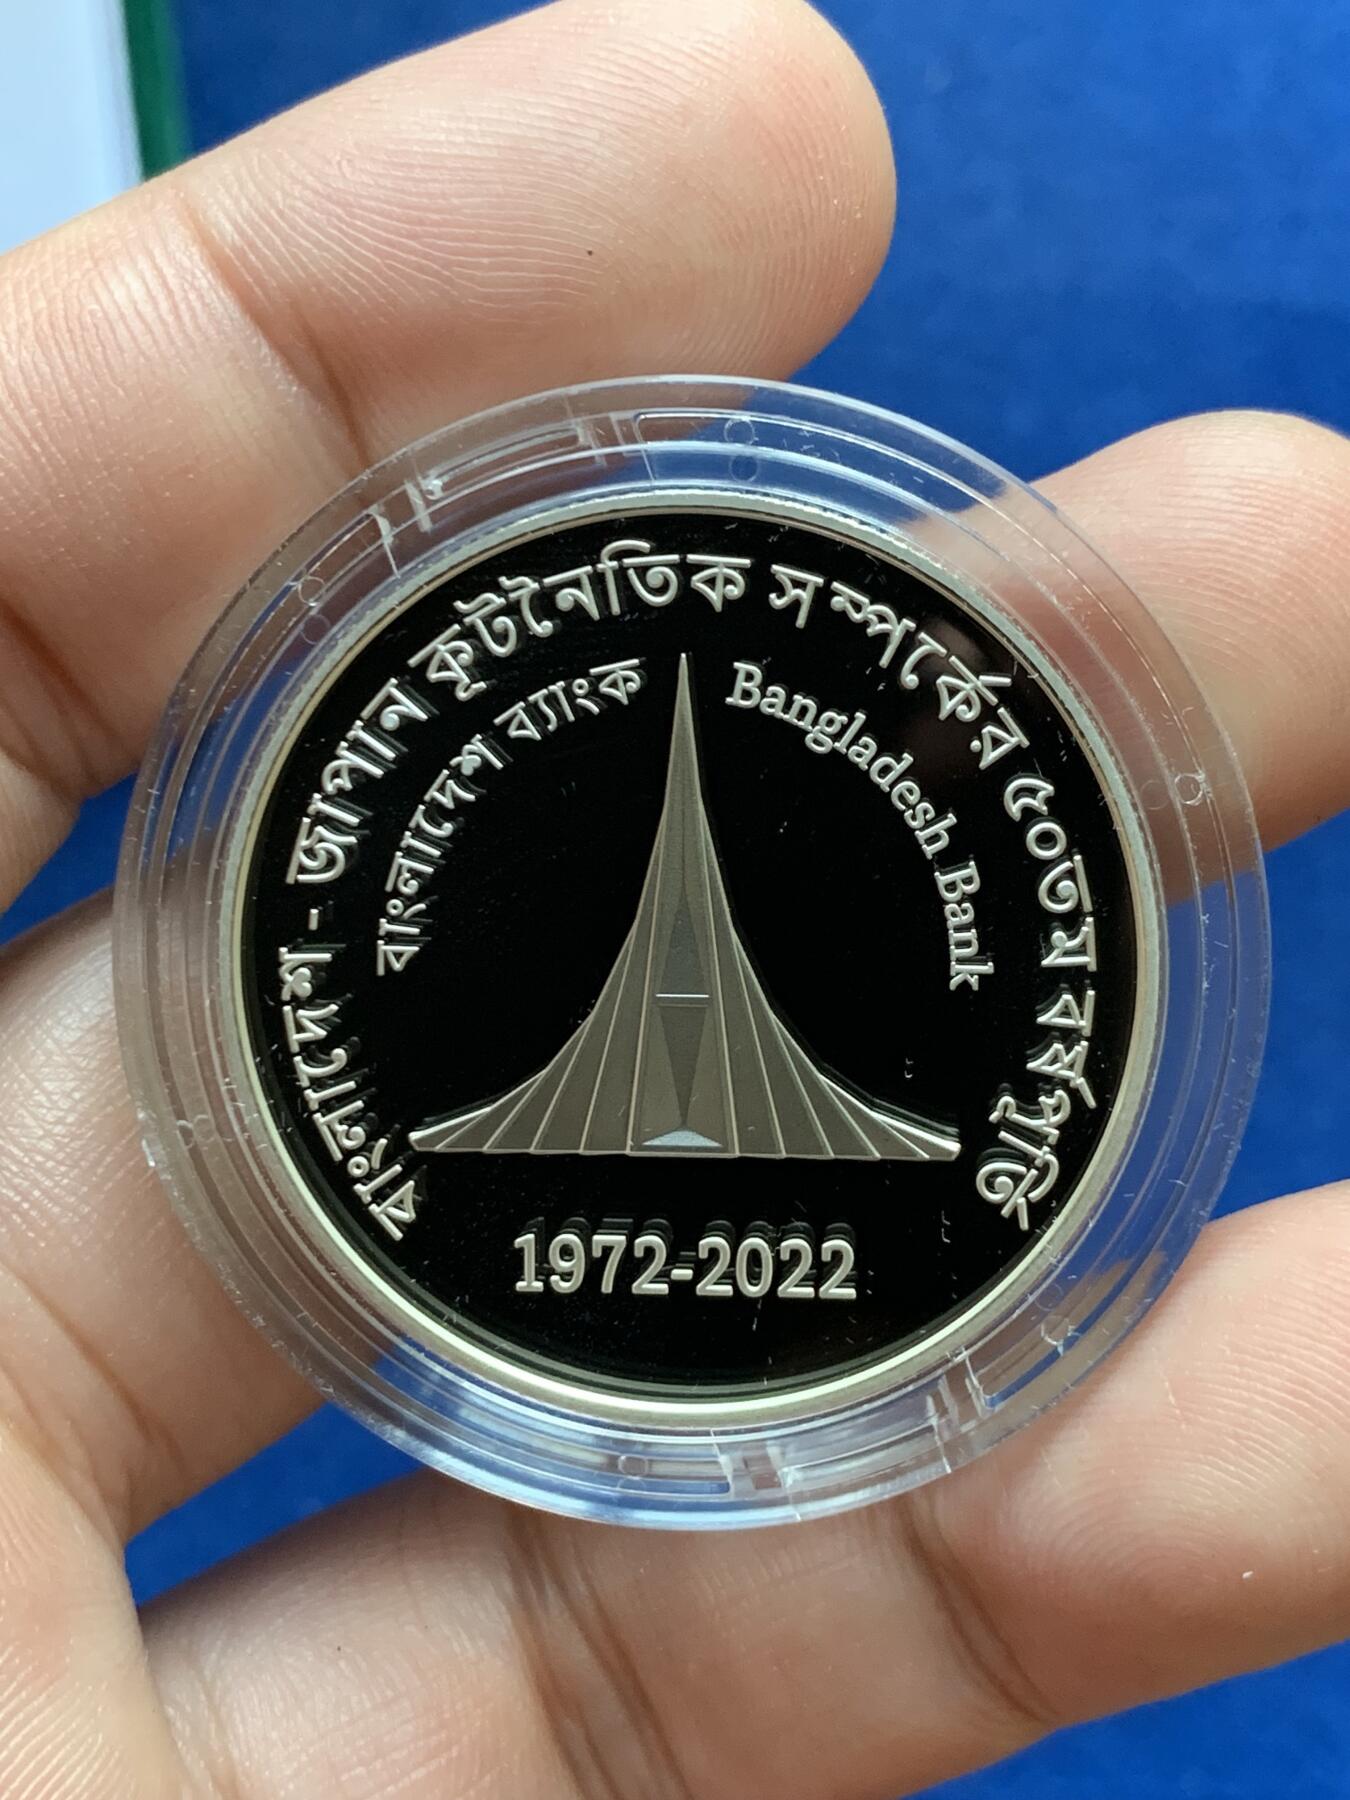 বাংলাদেশ - জাপান কূটনৈতিক সম্পর্কের ৫০তম বর্ষপূর্তি
বাংলাদেশ ব্যাংক
Bangladesh Bank
1972-2022